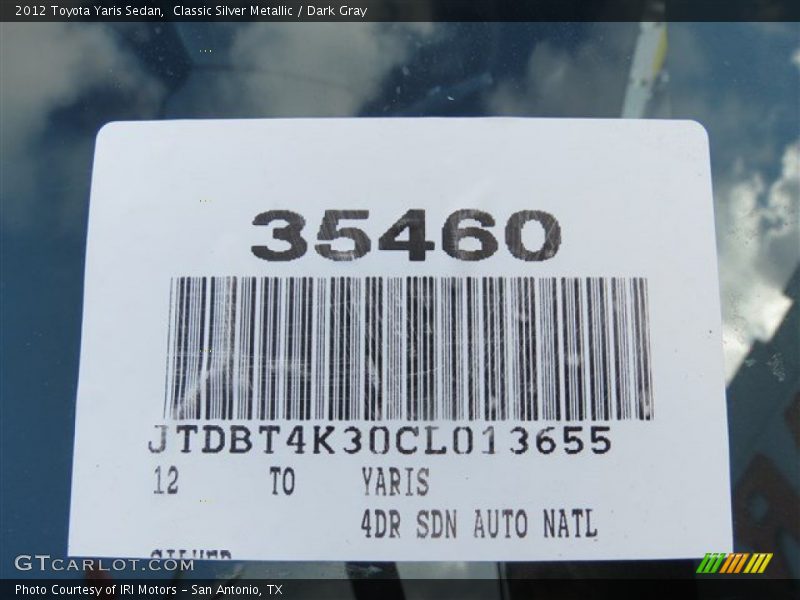 2012 Toyota Yaris Sedan,  Classic Silver Metallic / Dark Gray
35460
JTDBT4K30CL013655
12 TO YARIS
4DR SDN AUTO NATL
SILVER
GTCARLOT.COM
Photo Courtesy of IRI Motors – San Antonio, TX